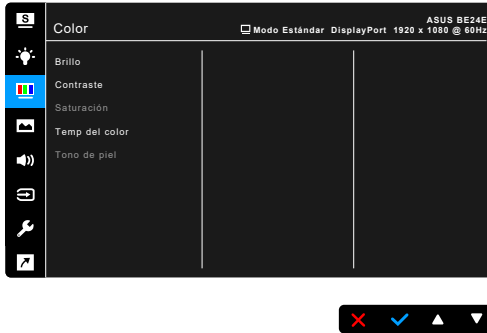 S
ASUS BE24E
Color
Modo Estándar DisplayPort 1920 x 1080 @ 60Hz
Brillo
Contraste
Saturación
Temp del color
Tono de piel